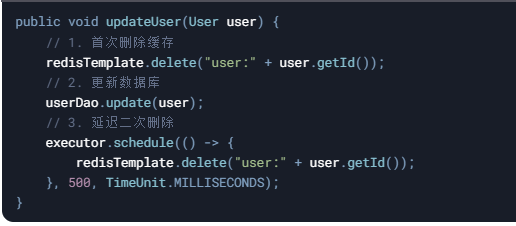 public void updateUser(User user) {
    // 1. 首次删除缓存
    redisTemplate.delete("user:" + user.getId());
    // 2. 更新数据库
    userDao.update(user);
    // 3. 延迟二次删除
    executor.schedule(() -> {
        redisTemplate.delete("user:" + user.getId());
    }, 500, TimeUnit.MILLISECONDS);
}